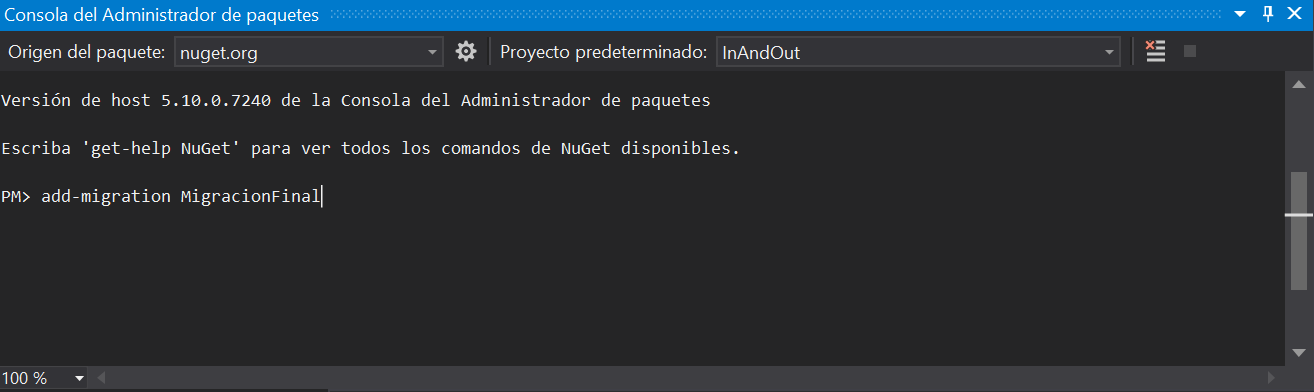 Consola del Administrador de paquetes
Origen del paquete: nuget.org Proyecto predeterminado: InAndOut
Versión de host 5.10.0.7240 de la Consola del Administrador de paquetes
Escriba 'get-help NuGet' para ver todos los comandos de NuGet disponibles.
PM> add-migration MigracionFinal
100 %